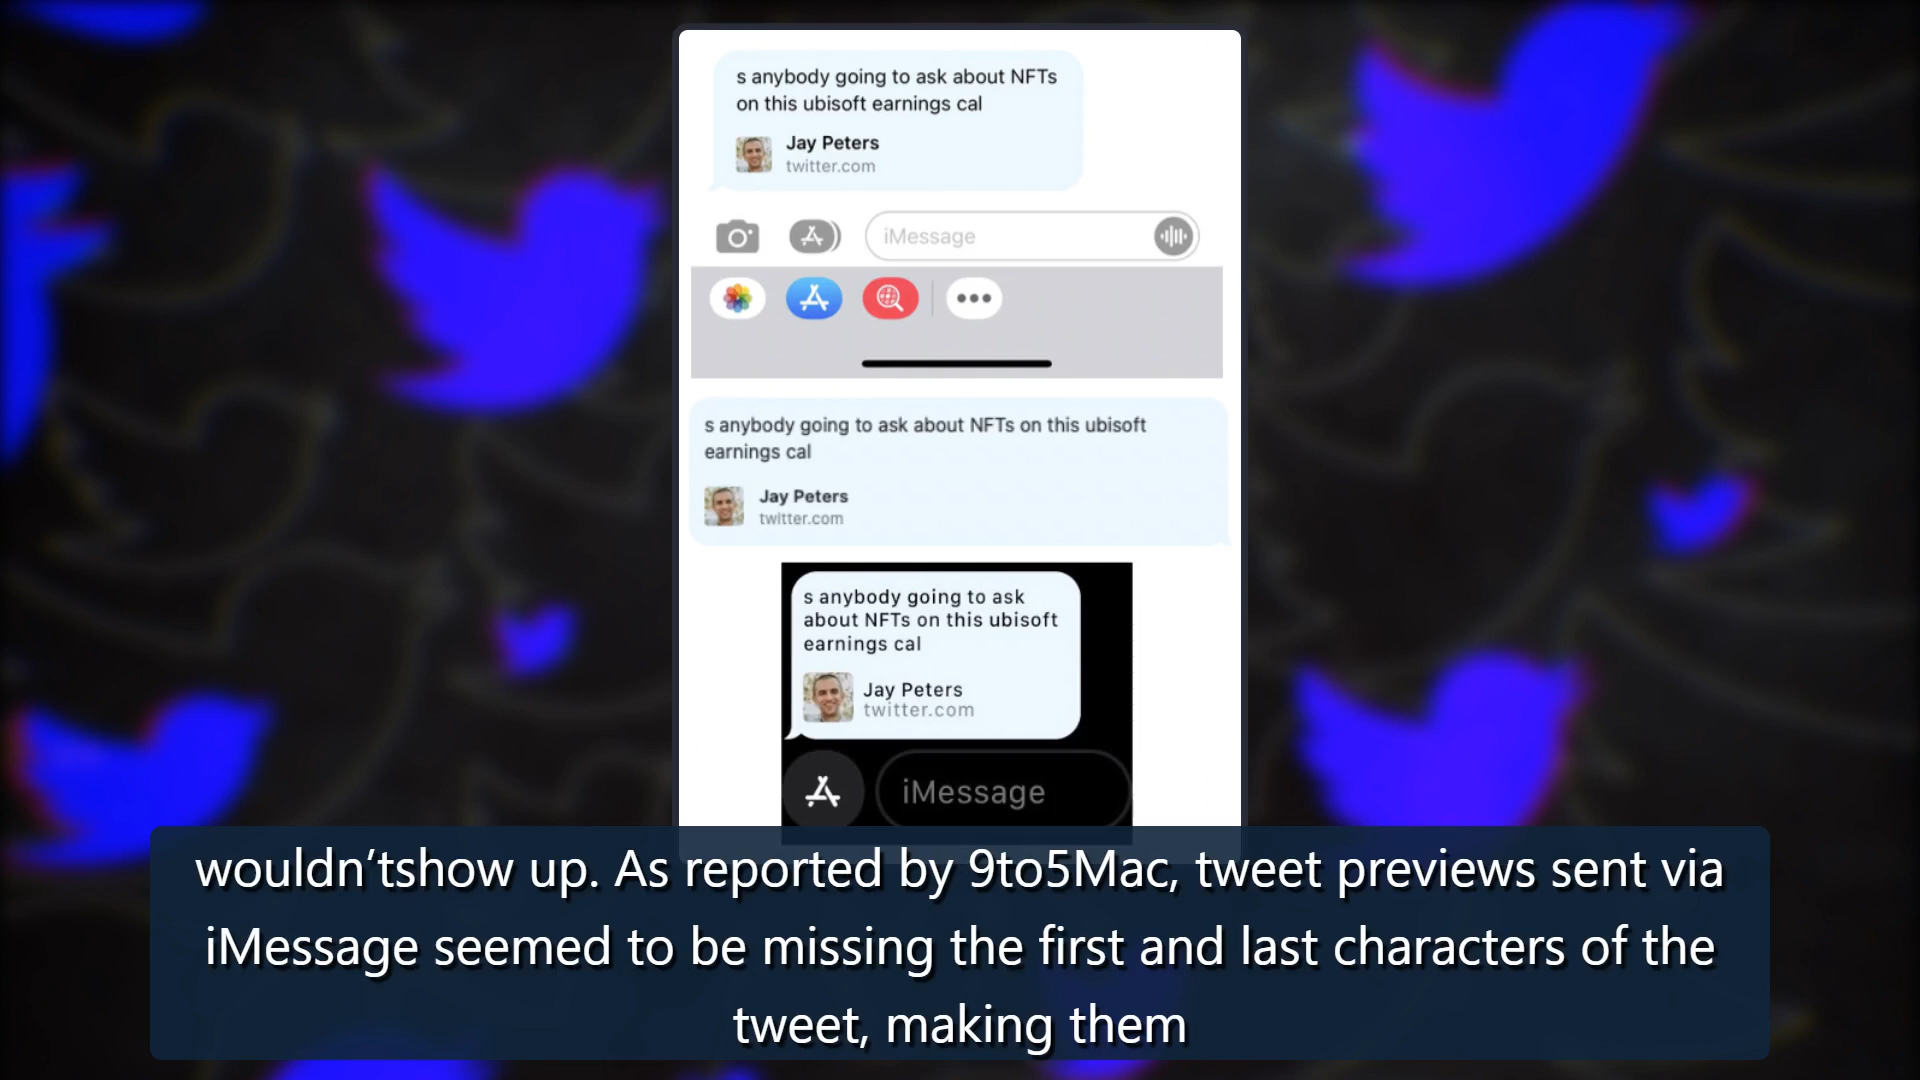 s anybody going to ask about NFTs
on this ubisoft earnings cal
Jay Peters
twitter.com
iMessage
s anybody going to ask about NFTs on this ubisoft
earnings cal
Jay Peters
twitter.com
s anybody going to ask
about NFTs on this ubisoft
earnings cal
Jay Peters
twitter.com
iMessage
wouldn’tshow up. As reported by 9to5Mac, tweet previews sent via
iMessage seemed to be missing the first and last characters of the
tweet, making them